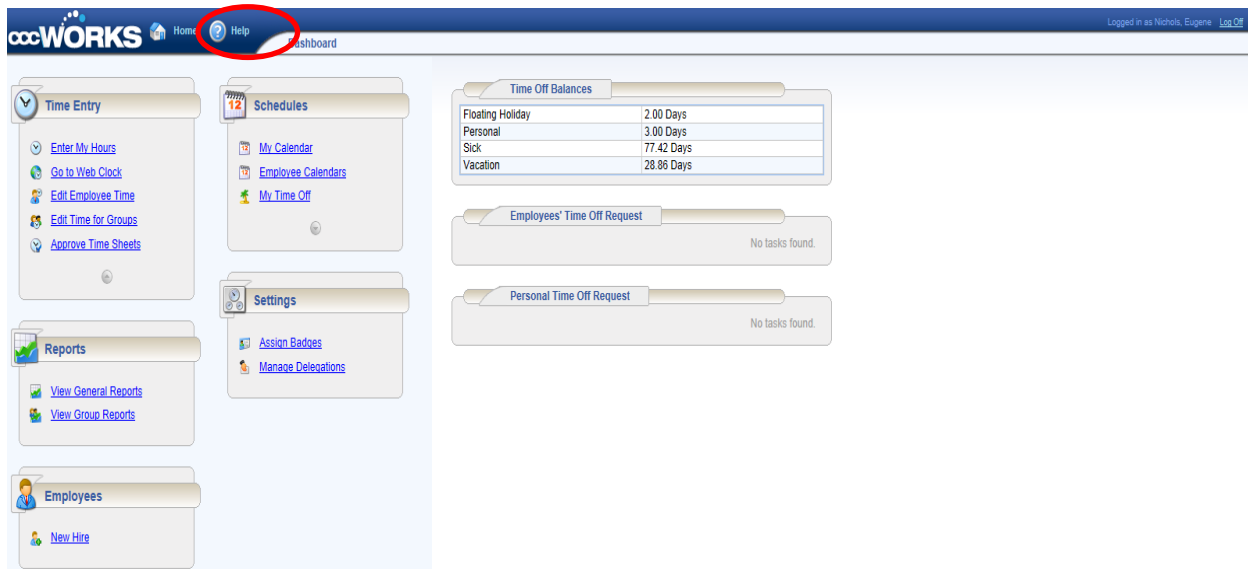 cccWORKS Home Help Dashboard
Logged in as Nichols, Eugene Log Off
Time Entry
Enter My Hours
Go to Web Clock
Edit Employee Time
Edit Time for Groups
Approve Time Sheets
Reports
View General Reports
View Group Reports
Employees
New Hire
12 Schedules
12 My Calendar
12 Employee Calendars
My Time Off
Settings
Assign Badges
Manage Delegations
Time Off Balances
Floating Holiday 2.00 Days
Personal 3.00 Days
Sick 77.42 Days
Vacation 28.86 Days
Employees' Time Off Request
No tasks found.
Personal Time Off Request
No tasks found.